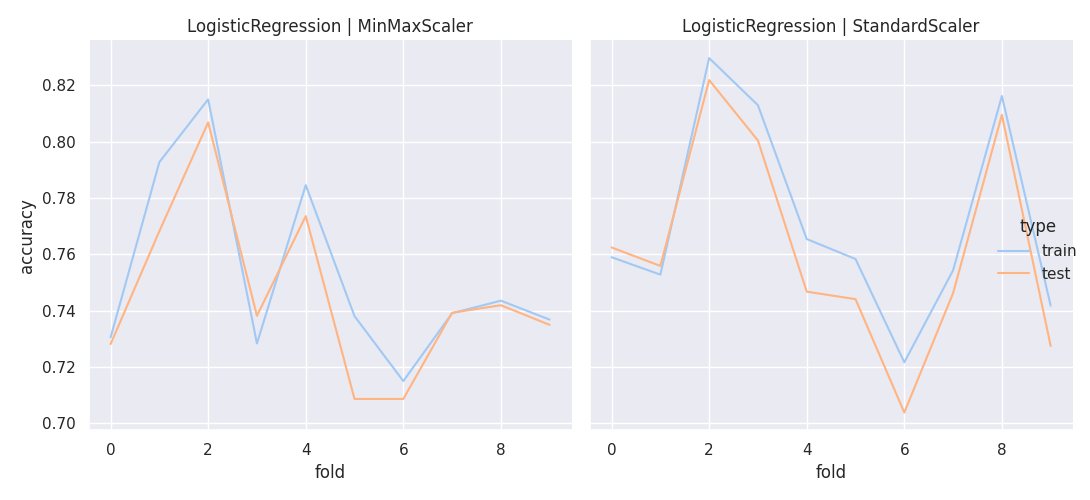 LogisticRegression | MinMaxScaler
LogisticRegression | StandardScaler
accuracy
0.82
0.80
0.78
0.76
0.74
0.72
0.70
type
train
test
0 2 4 6 8
0 2 4 6 8
fold
fold